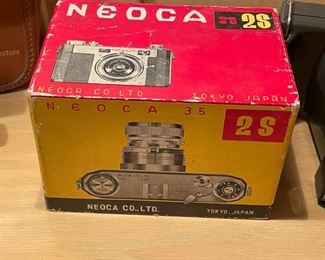 NEOCA 35 2S
NEOCA CO., LTD. TOKYO, JAPAN
NEOCA 35 2S
NEOCA CO., LTD. TOKYO, JAPAN